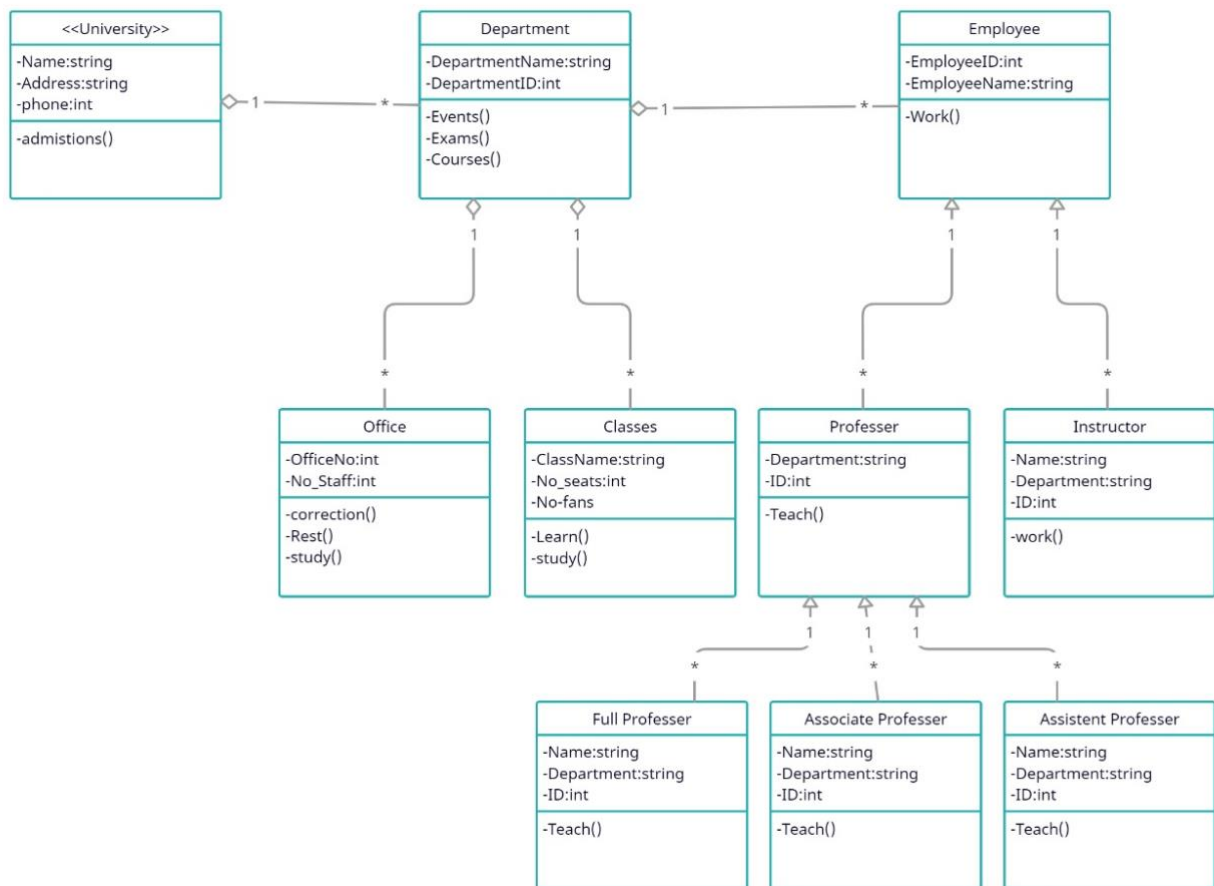 <<University>>
-Name:string
-Address:string
-phone:int
-admistions()
1
*
Department
-DepartmentName:string
-DepartmentID:int
-Events()
-Exams()
-Courses()
1
*
Employee
-EmployeeID:int
-EmployeeName:string
-Work()
1
1
1
1
*
*
*
*
Office
-OfficeNo:int
-No_Staff:int
-correction()
-Rest()
-study()
Classes
-ClassName:string
-No_seats:int
-No-fans
-Learn()
-study()
Professer
-Department:string
-ID:int
-Teach()
Instructor
-Name:string
-Department:string
-ID:int
-work()
1
1
1
*
*
*
Full Professer
-Name:string
-Department:string
-ID:int
-Teach()
Associate Professer
-Name:string
-Department:string
-ID:int
-Teach()
Assistent Professer
-Name:string
-Department:string
-ID:int
-Teach()